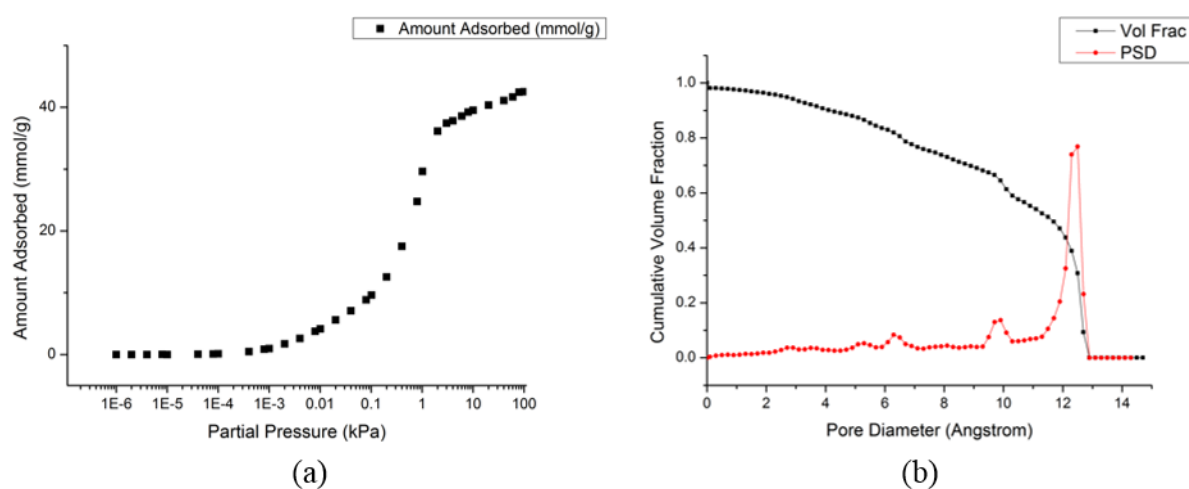 Amount Adsorbed (mmol/g)
Amount Adsorbed (mmol/g)
40
20
0
1E-6 1E-5 1E-4 1E-3 0.01 0.1 1 10 100
Partial Pressure (kPa)
(a)
Vol Frac
PSD
Cumulative Volume Fraction
1.0
0.8
0.6
0.4
0.2
0.0
0 2 4 6 8 10 12 14
Pore Diameter (Angstrom)
(b)